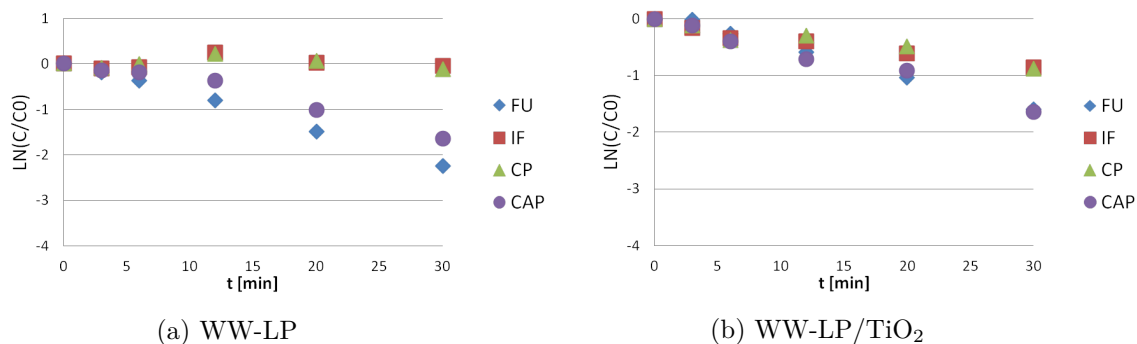 1
0
-1
-2
-3
-4
LN(C/C0)
0 5 10 15 20 25 30
t [min]
FU
IF
CP
CAP
(a) WW-LP
0
-1
-2
-3
-4
LN(C/C0)
0 5 10 15 20 25 30
t [min]
FU
IF
CP
CAP
(b) WW-LP/TiO₂